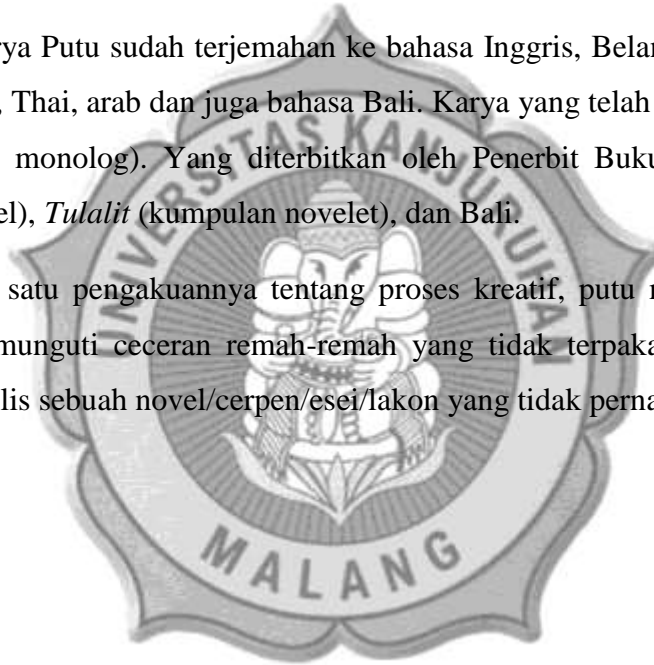 rya Putu sudah terjemahan ke bahasa Inggris, Belan
, Thai, arab dan juga bahasa Bali. Karya yang telah
monolog). Yang diterbitkan oleh Penerbit Buku
el), Tulalit (kumpulan novelet), dan Bali.
satu pengakuannya tentang proses kreatif, putu
munguti ceceran remah-remah yang tidak terpaka
lis sebuah novel/cerpen/esei/lakon yang tidak perna
UNIVERSITAS KANJURUHAN
MALANG